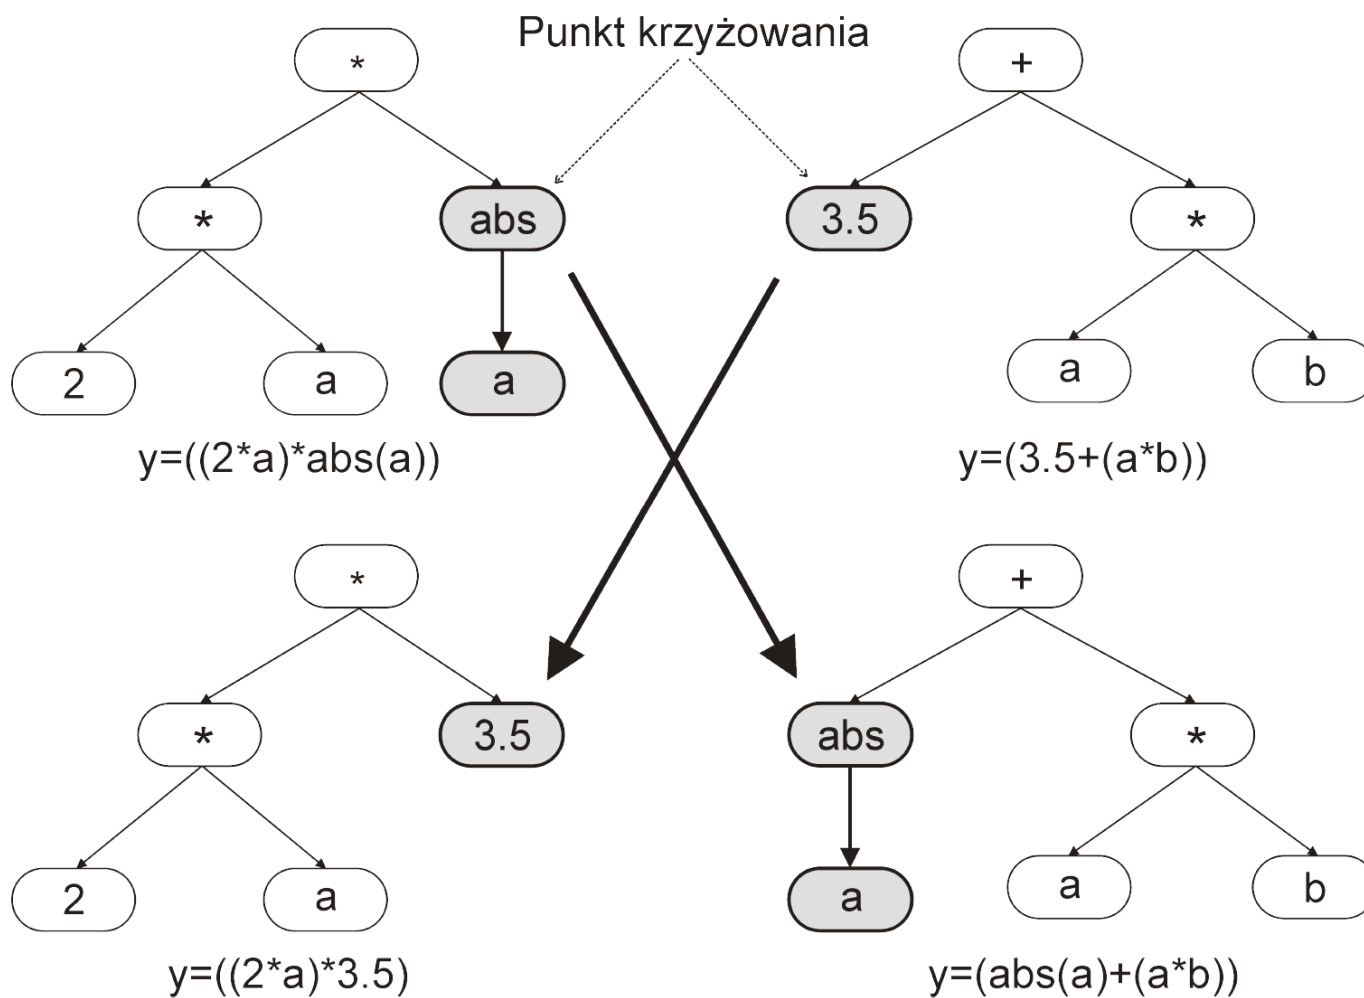 Punkt krzyżowania
* +
* abs 3.5 *
2 a a a b
y=((2*a)*abs(a)) y=(3.5+(a*b))
* +
* 3.5 abs *
2 a a a b
y=((2*a)*3.5) y=(abs(a)+(a*b))